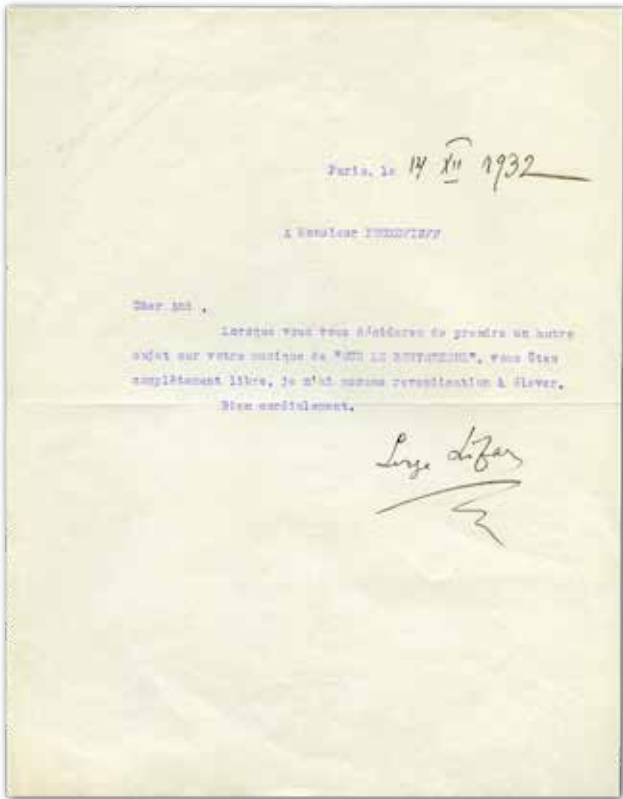 Paris, le 14 XII 1932
A Monsieur PROKOFIEFF
Cher Ami ,
Lorsque vous vous déciderez de prendre un autre
sujet sur votre musique de "SUR LE BORYSTHENE", vous êtes
complètement libre, je n'ai aucune revendication à élever.
Bien cordialement.
Serge Lifar